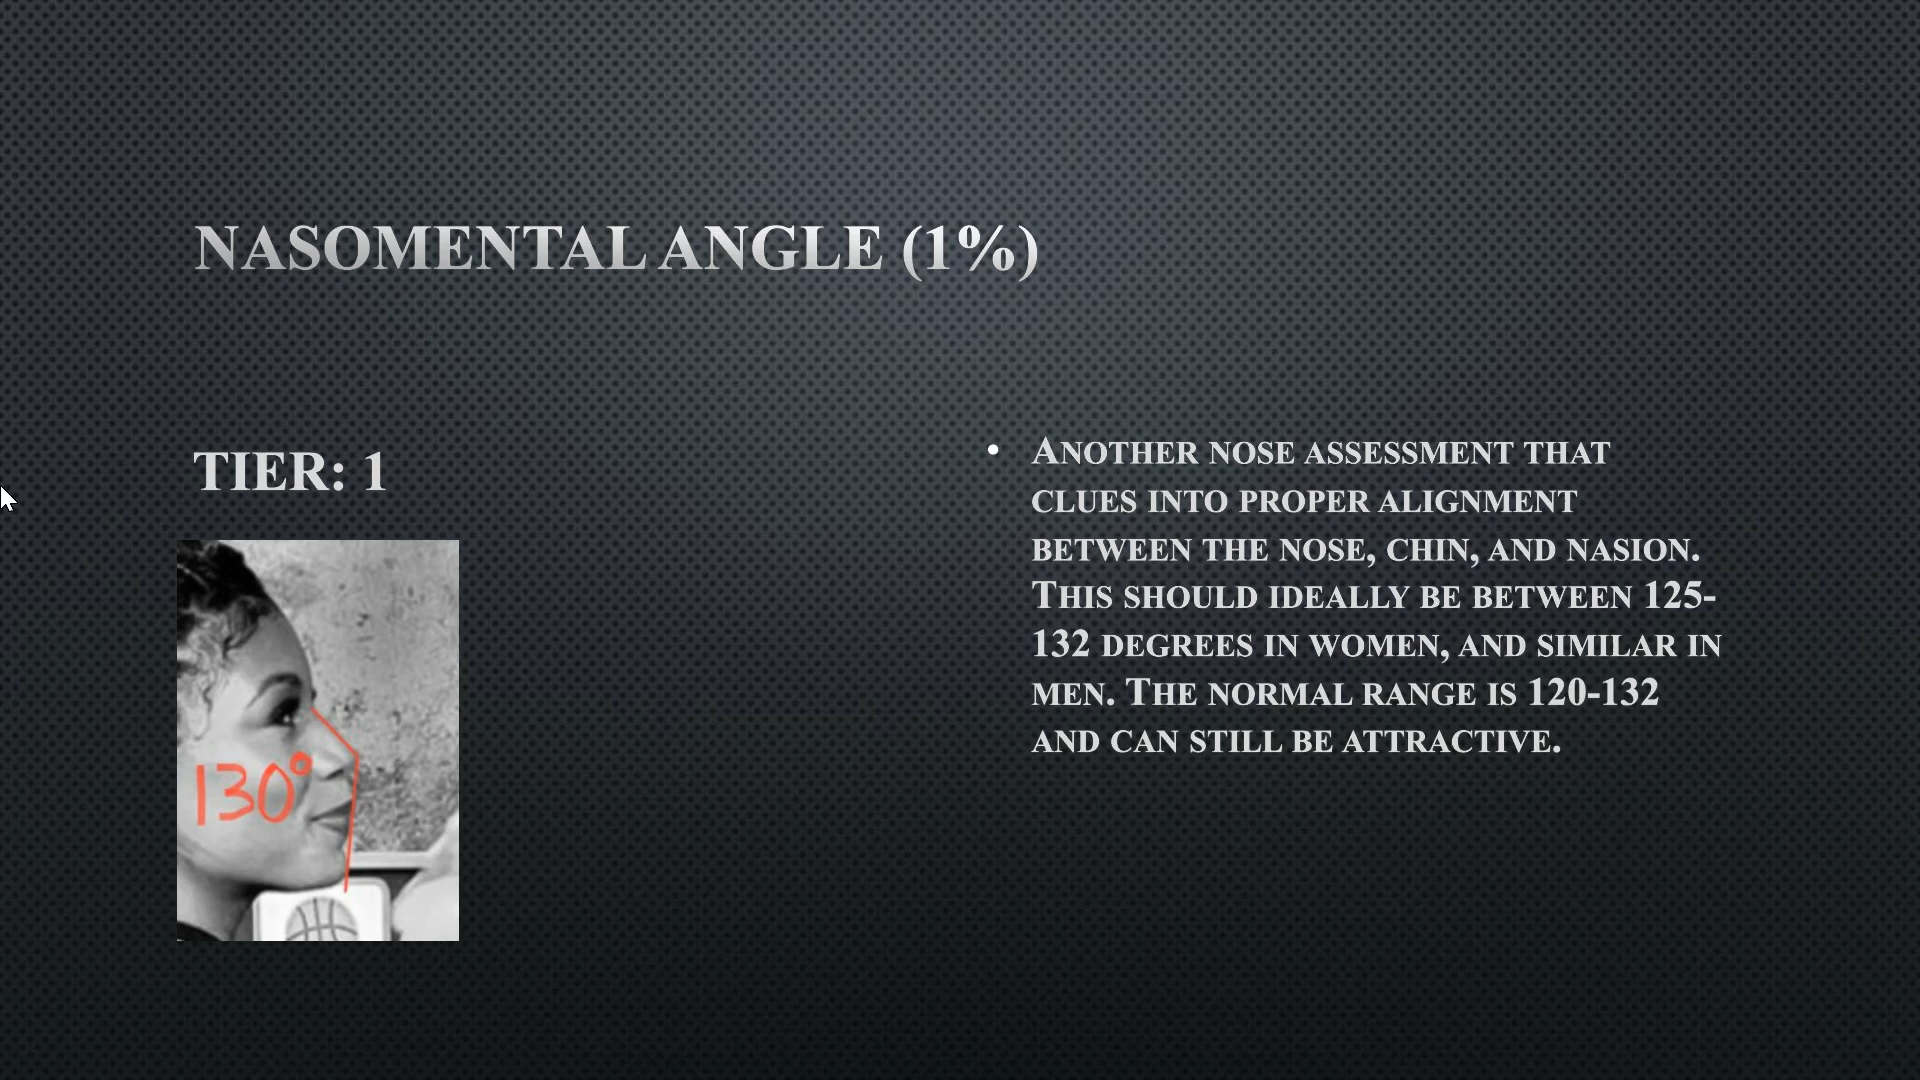 NASOMENTAL ANGLE (1%)
TIER: 1
130°
• ANOTHER NOSE ASSESSMENT THAT
CLUES INTO PROPER ALIGNMENT
BETWEEN THE NOSE, CHIN, AND NASION.
THIS SHOULD IDEALLY BE BETWEEN 125-
132 DEGREES IN WOMEN, AND SIMILAR IN
MEN. THE NORMAL RANGE IS 120-132
AND CAN STILL BE ATTRACTIVE.